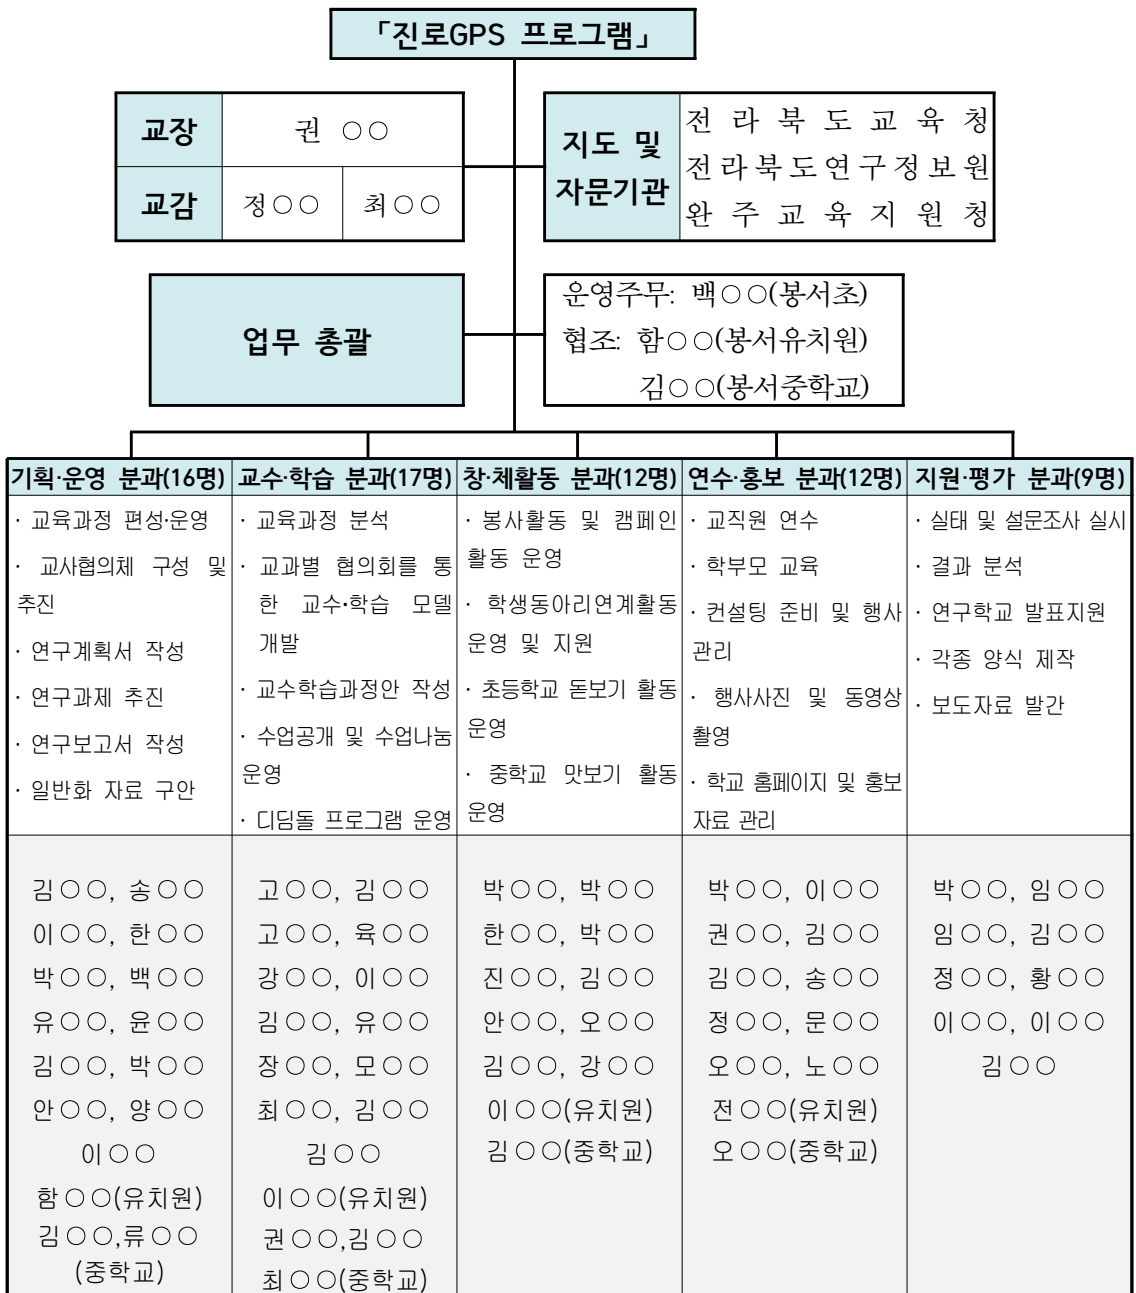 「진로GPS 프로그램」
교장
권 ○○
교감
정○○
최○○
지도 및
자문기관
전 라 북 도 교 육 청
전라북도연구정보원
완 주 교 육 지 원 청
업무 총괄
운영주무: 백○○(봉서초)
협조: 함○○(봉서유치원)
김○○(봉서중학교)
기획·운영 분과(16명)
· 교육과정 편성·운영
· 교사협의체 구성 및
추진
· 연구계획서 작성
· 연구과제 추진
· 연구보고서 작성
· 일반화 자료 구안
김○○, 송○○
이○○, 한○○
박○○, 백○○
유○○, 윤○○
김○○, 박○○
안○○, 양○○
이○○
함○○(유치원)
김○○,류○○
(중학교)
교수·학습 분과(17명)
· 교육과정 분석
· 교과별 협의회를 통
한 교수·학습 모델
개발
· 교수학습과정안 작성
· 수업공개 및 수업나눔
운영
· 디딤돌 프로그램 운영
고○○, 김○○
고○○, 육○○
강○○, 이○○
김○○, 유○○
장○○, 모○○
최○○, 김○○
김○○
이○○(유치원)
권○○,김○○
최○○(중학교)
창·체활동 분과(12명)
· 봉사활동 및 캠페인
활동 운영
· 학생동아리연계활동
운영 및 지원
· 초등학교 돋보기 활동
운영
· 중학교 맛보기 활동
운영
박○○, 박○○
한○○, 박○○
진○○, 김○○
안○○, 오○○
김○○, 강○○
이○○(유치원)
김○○(중학교)
연수·홍보 분과(12명)
· 교직원 연수
· 학부모 교육
· 컨설팅 준비 및 행사
관리
· 행사사진 및 동영상
촬영
· 학교 홈페이지 및 홍보
자료 관리
박○○, 이○○
권○○, 김○○
김○○, 송○○
정○○, 문○○
오○○, 노○○
전○○(유치원)
오○○(중학교)
지원·평가 분과(9명)
· 실태 및 설문조사 실시
· 결과 분석
· 연구학교 발표지원
· 각종 양식 제작
· 보도자료 발간
박○○, 임○○
임○○, 김○○
정○○, 황○○
이○○, 이○○
김○○